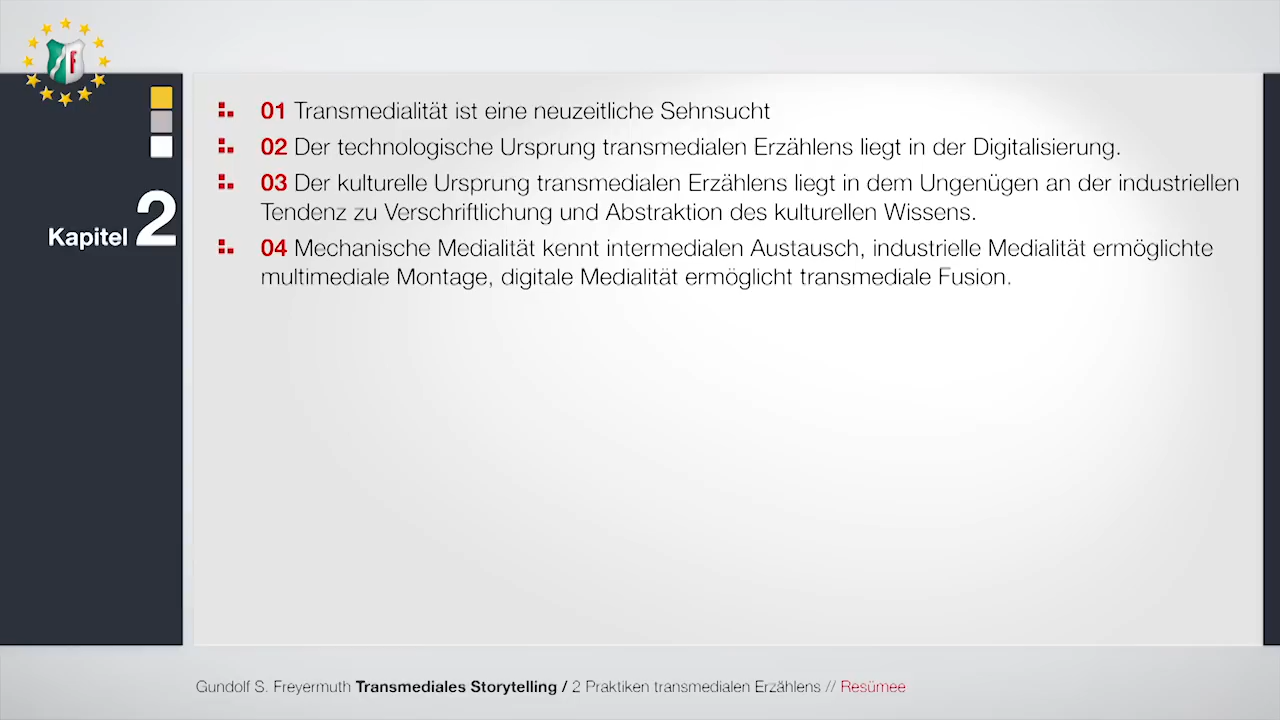 F
Kapitel 2
01 Transmedialität ist eine neuzeitliche Sehnsucht
02 Der technologische Ursprung transmedialen Erzählens liegt in der Digitalisierung.
03 Der kulturelle Ursprung transmedialen Erzählens liegt in dem Ungenügen an der industriellen
Tendenz zu Verschriftlichung und Abstraktion des kulturellen Wissens.
04 Mechanische Medialität kennt intermedialen Austausch, industrielle Medialität ermöglichte
multimediale Montage, digitale Medialität ermöglicht transmediale Fusion.
Gundolf S. Freyermuth Transmediales Storytelling / 2 Praktiken transmedialen Erzählens // Resümee